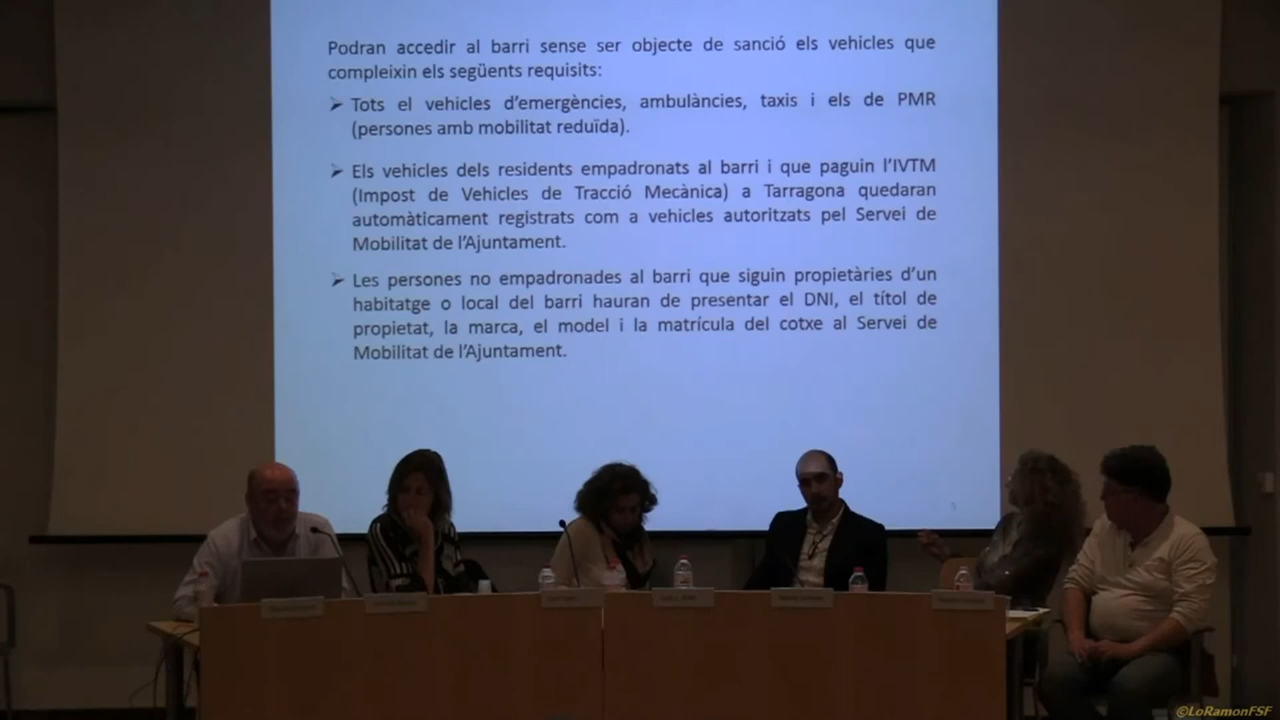 Podran accedir al barri sense ser objecte de sanció els vehicles que
compleixin els següents requisits:
➢ Tots el vehicles d'emergències, ambulàncies, taxis i els de PMR
(persones amb mobilitat reduïda).
➢ Els vehicles dels residents empadronats al barri i que paguin l'IVTM
(Impost de Vehicles de Tracció Mecànica) a Tarragona quedaran
automàticament registrats com a vehicles autoritzats pel Servei de
Mobilitat de l'Ajuntament.
➢ Les persones no empadronades al barri que siguin propietàries d'un
habitatge o local del barri hauran de presentar el DNI, el títol de
propietat, la marca, el model i la matrícula del cotxe al Servei de
Mobilitat de l'Ajuntament.
©LoRamonFSF